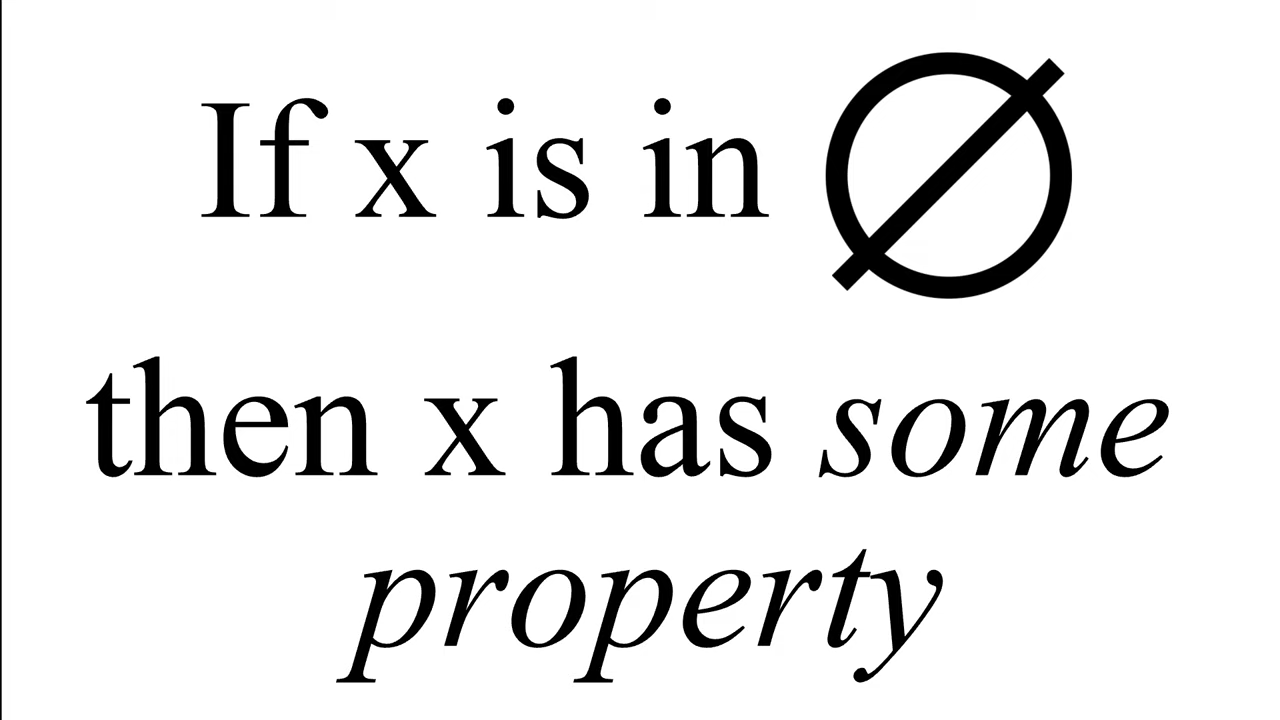 If x is in ∅
then x has some
property